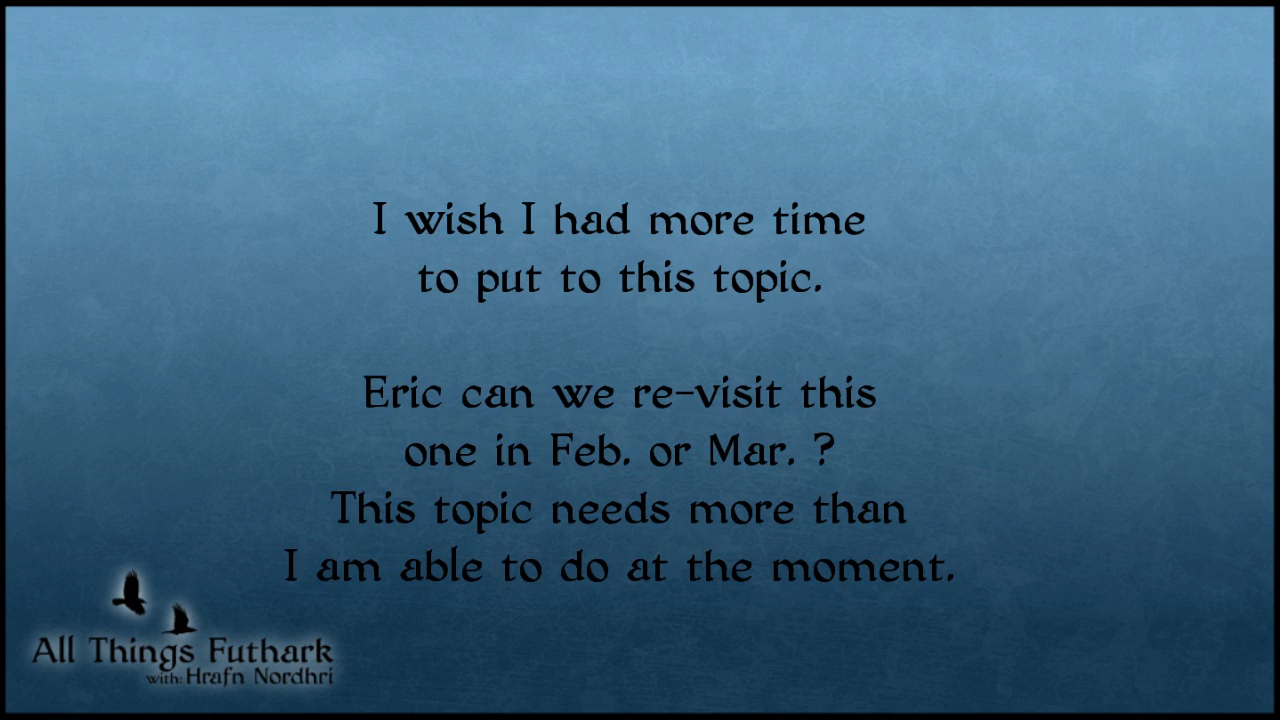 I wish I had more time
to put to this topic.
Eric can we re-visit this
one in Feb. or Mar. ?
This topic needs more than
I am able to do at the moment.
All Things Futhark
with: Hrafn Nordhri